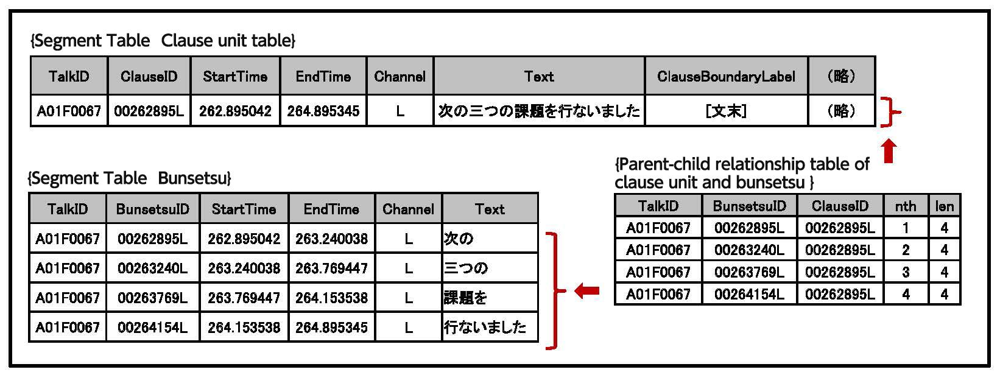 {Segment Table  Clause unit table}
TalkID ClauseID StartTime EndTime Channel Text ClauseBoundaryLabel （略）
A01F0067 00262895L 262.895042 264.895345 L 次の三つの課題を行ないました [文末] （略）
{Segment Table  Bunsetsu}
TalkID BunsetsuID StartTime EndTime Channel Text
A01F0067 00262895L 262.895042 263.240038 L 次の
A01F0067 00263240L 263.240038 263.769447 L 三つの
A01F0067 00263769L 263.769447 264.153538 L 課題を
A01F0067 00264154L 264.153538 264.895345 L 行ないました
{Parent-child relationship table of
clause unit and bunsetsu }
TalkID BunsetsuID ClauseID nth len
A01F0067 00262895L 00262895L 1 4
A01F0067 00263240L 00262895L 2 4
A01F0067 00263769L 00262895L 3 4
A01F0067 00264154L 00262895L 4 4